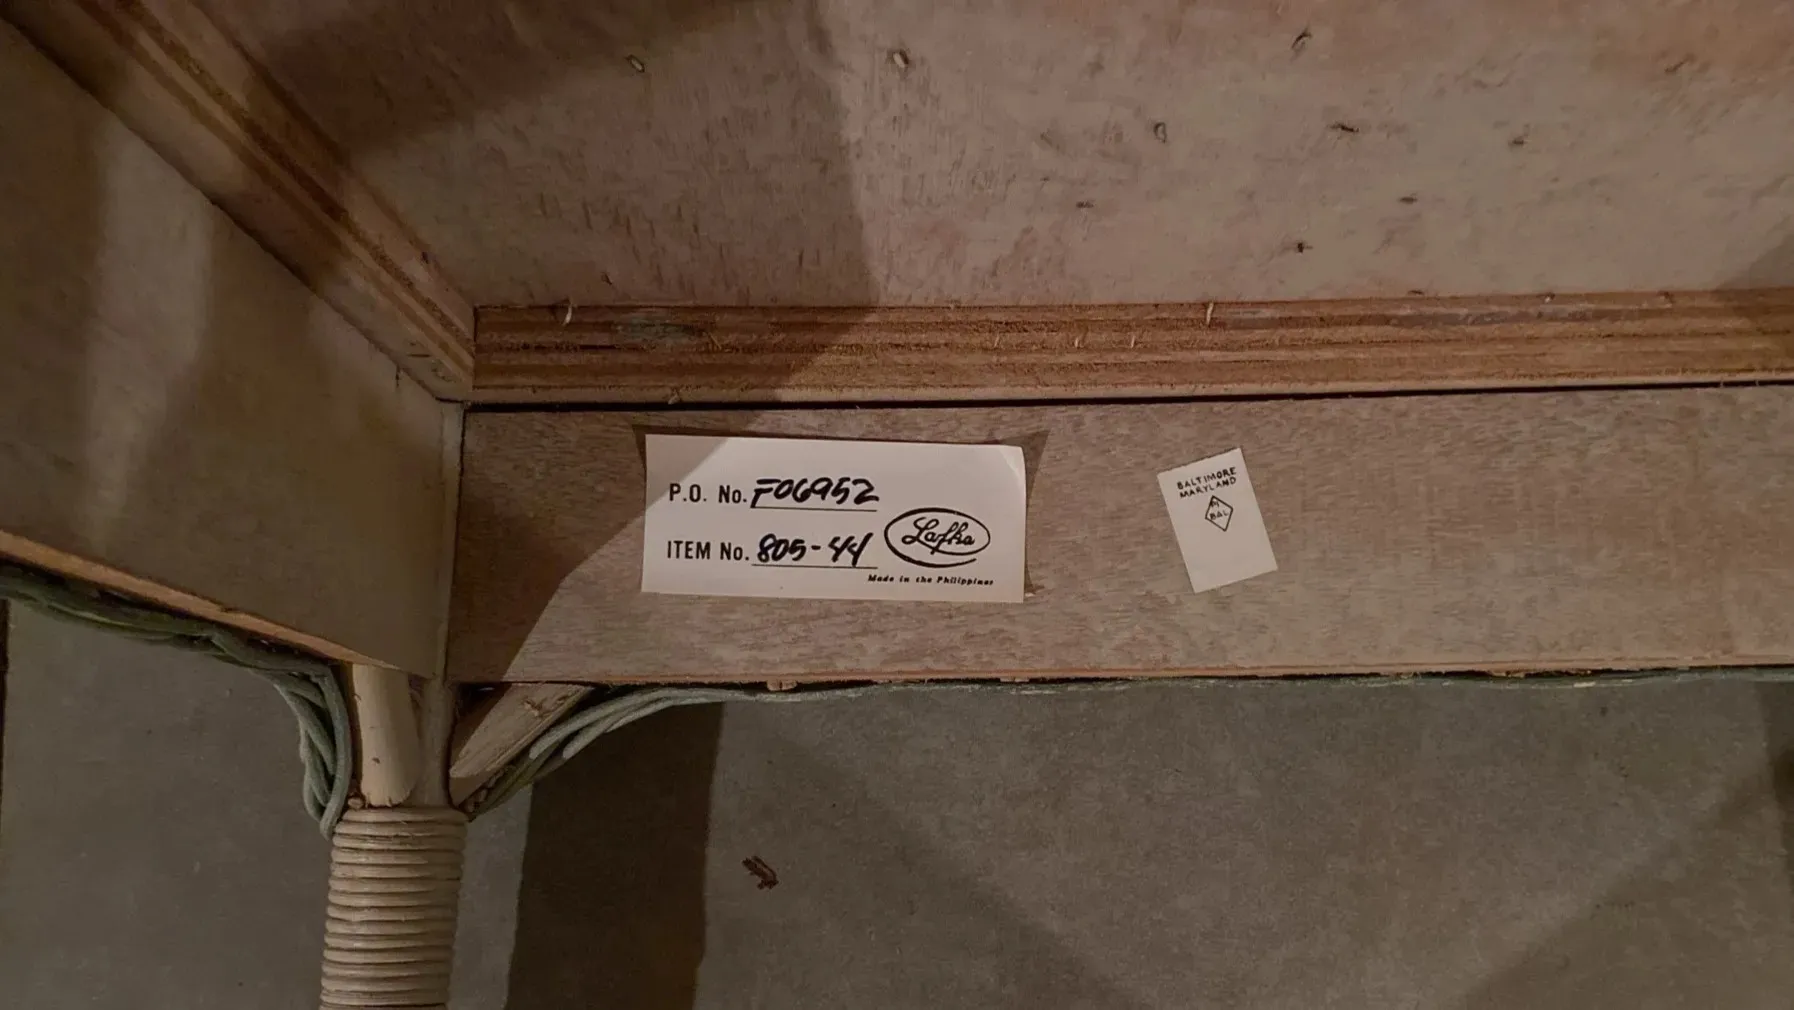 P.O. No. F06952
ITEM No. 805-44
Lafka
Made in the Philippines
BALTIMORE
MARYLAND
BAL